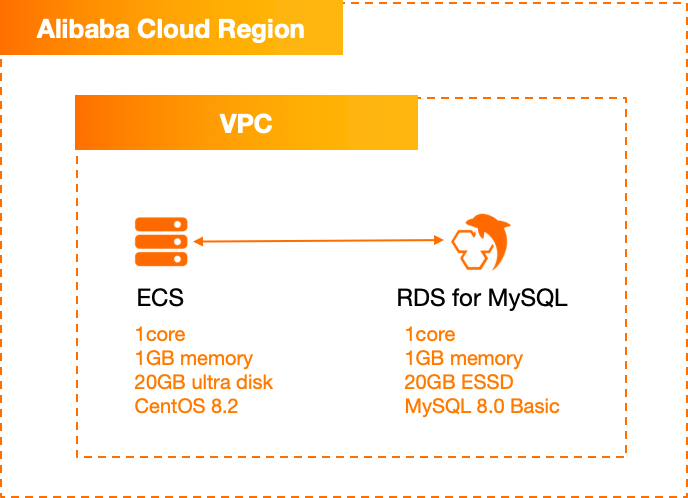 Alibaba Cloud Region
VPC
ECS
1core
1GB memory
20GB ultra disk
CentOS 8.2
RDS for MySQL
1core
1GB memory
20GB ESSD
MySQL 8.0 Basic